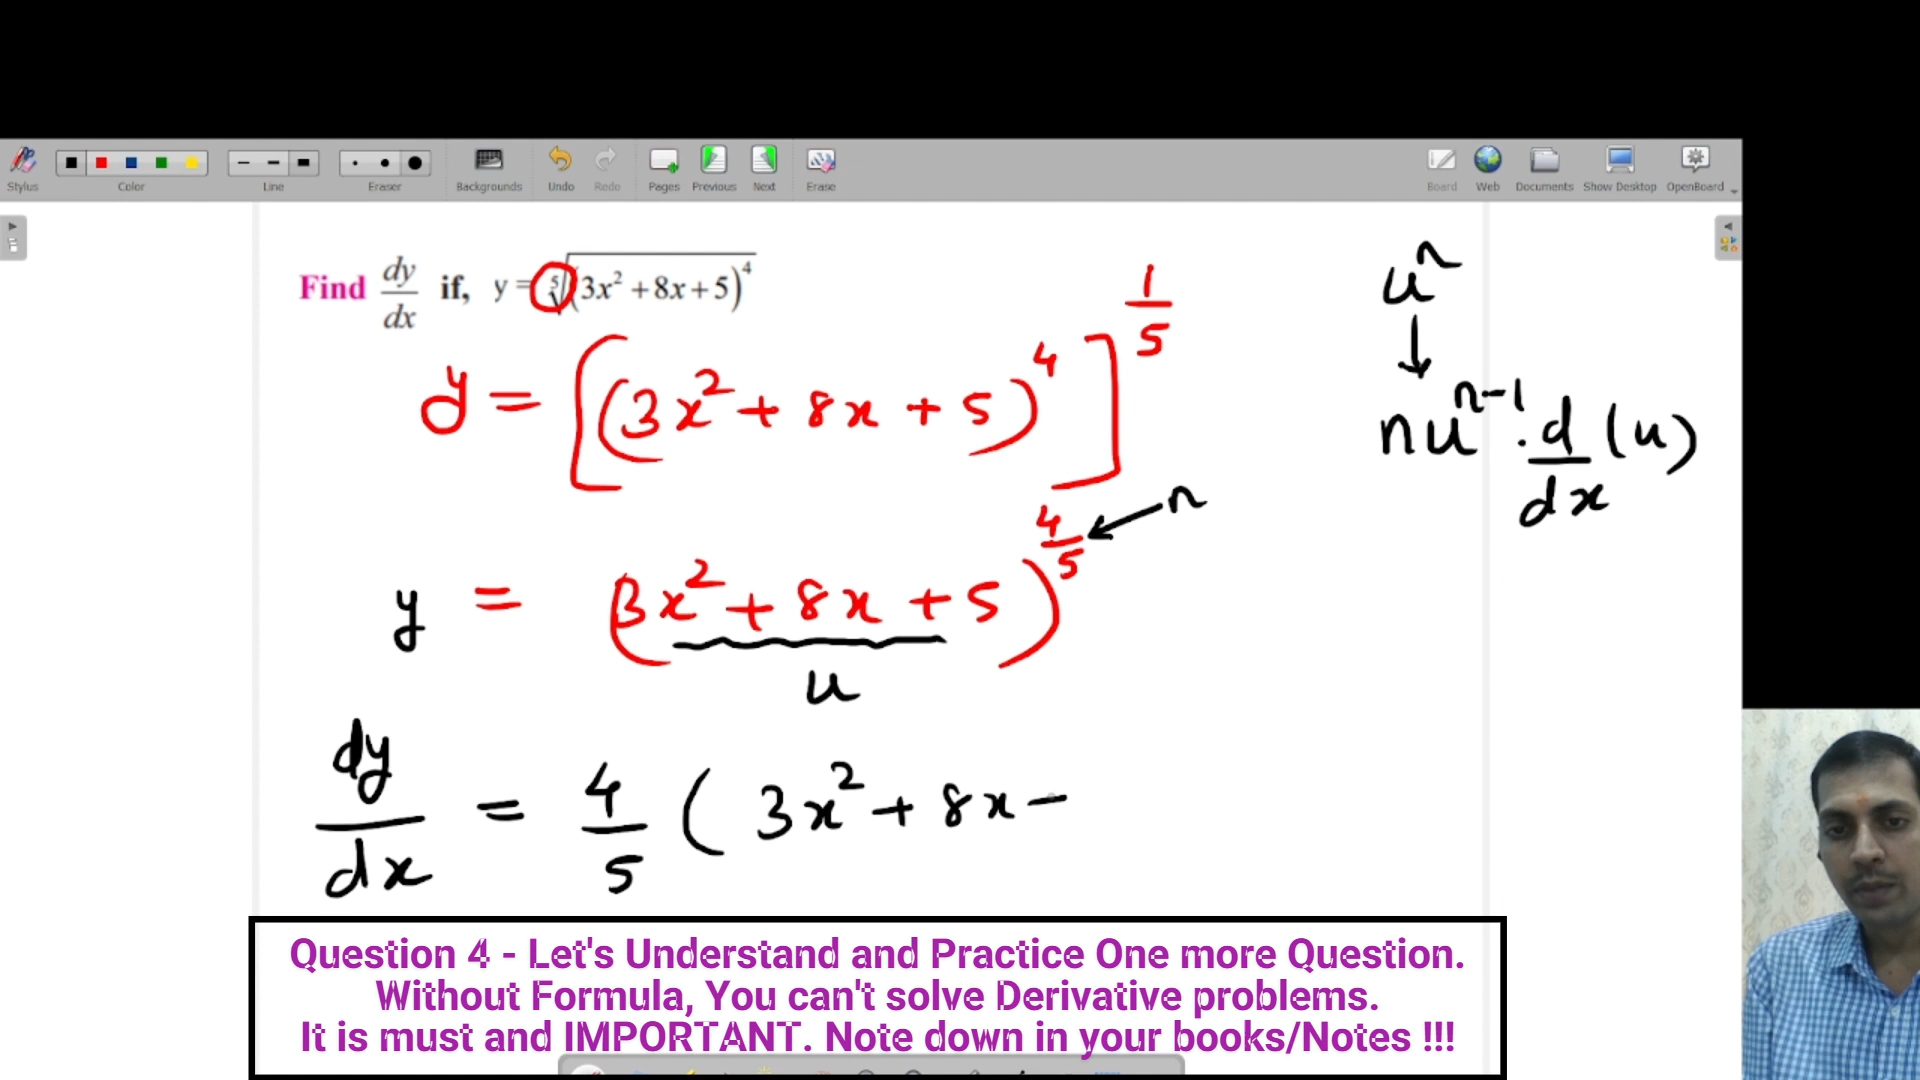 Stylus Color Line Eraser Backgrounds Undo Redo Pages Previous Next Erase Board Web Documents Show Desktop OpenBoard
Find dy/dx if, y = ⁵√(3x² + 8x + 5)⁴
y = [(3x² + 8x + 5)⁴]^1/5
uⁿ
↓
nuⁿ⁻¹ . d/dx (u)
y = (3x² + 8x + 5)^4/5 ← n
u
dy/dx = 4/5 ( 3x² + 8x -
Question 4 - Let's Understand and Practice One more Question.
Without Formula, You can't solve Derivative problems.
It is must and IMPORTANT. Note down in your books/Notes !!!